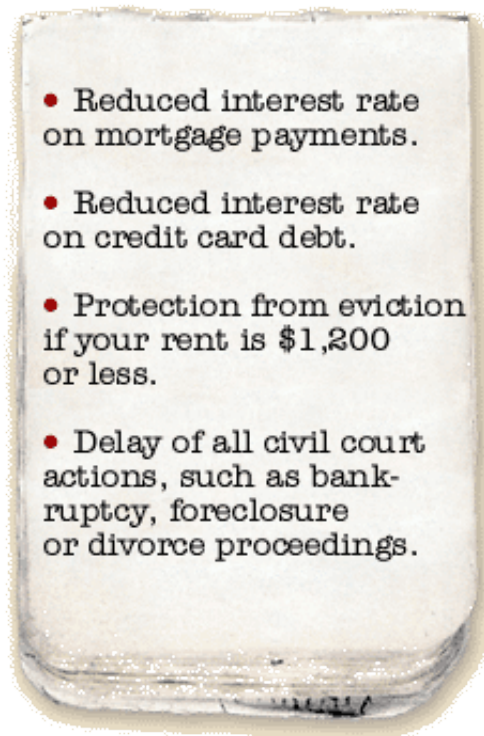 • Reduced interest rate
on mortgage payments.
• Reduced interest rate
on credit card debt.
• Protection from eviction
if your rent is $1,200
or less.
• Delay of all civil court
actions, such as bank-
ruptcy, foreclosure
or divorce proceedings.